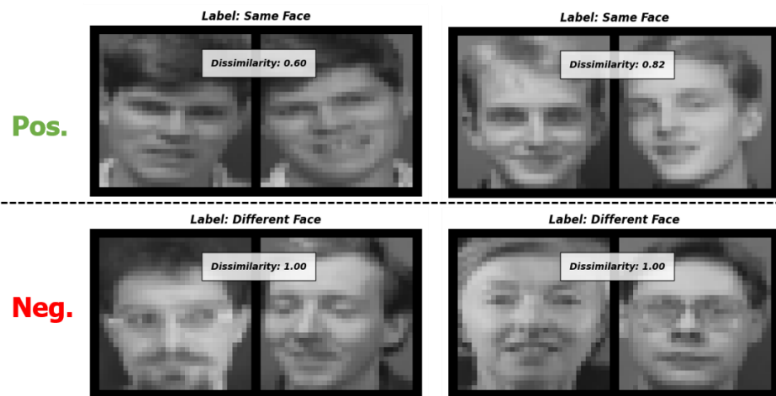 Label: Same Face
Label: Same Face
Dissimilarity: 0.60
Dissimilarity: 0.82
Pos.
Label: Different Face
Label: Different Face
Dissimilarity: 1.00
Dissimilarity: 1.00
Neg.